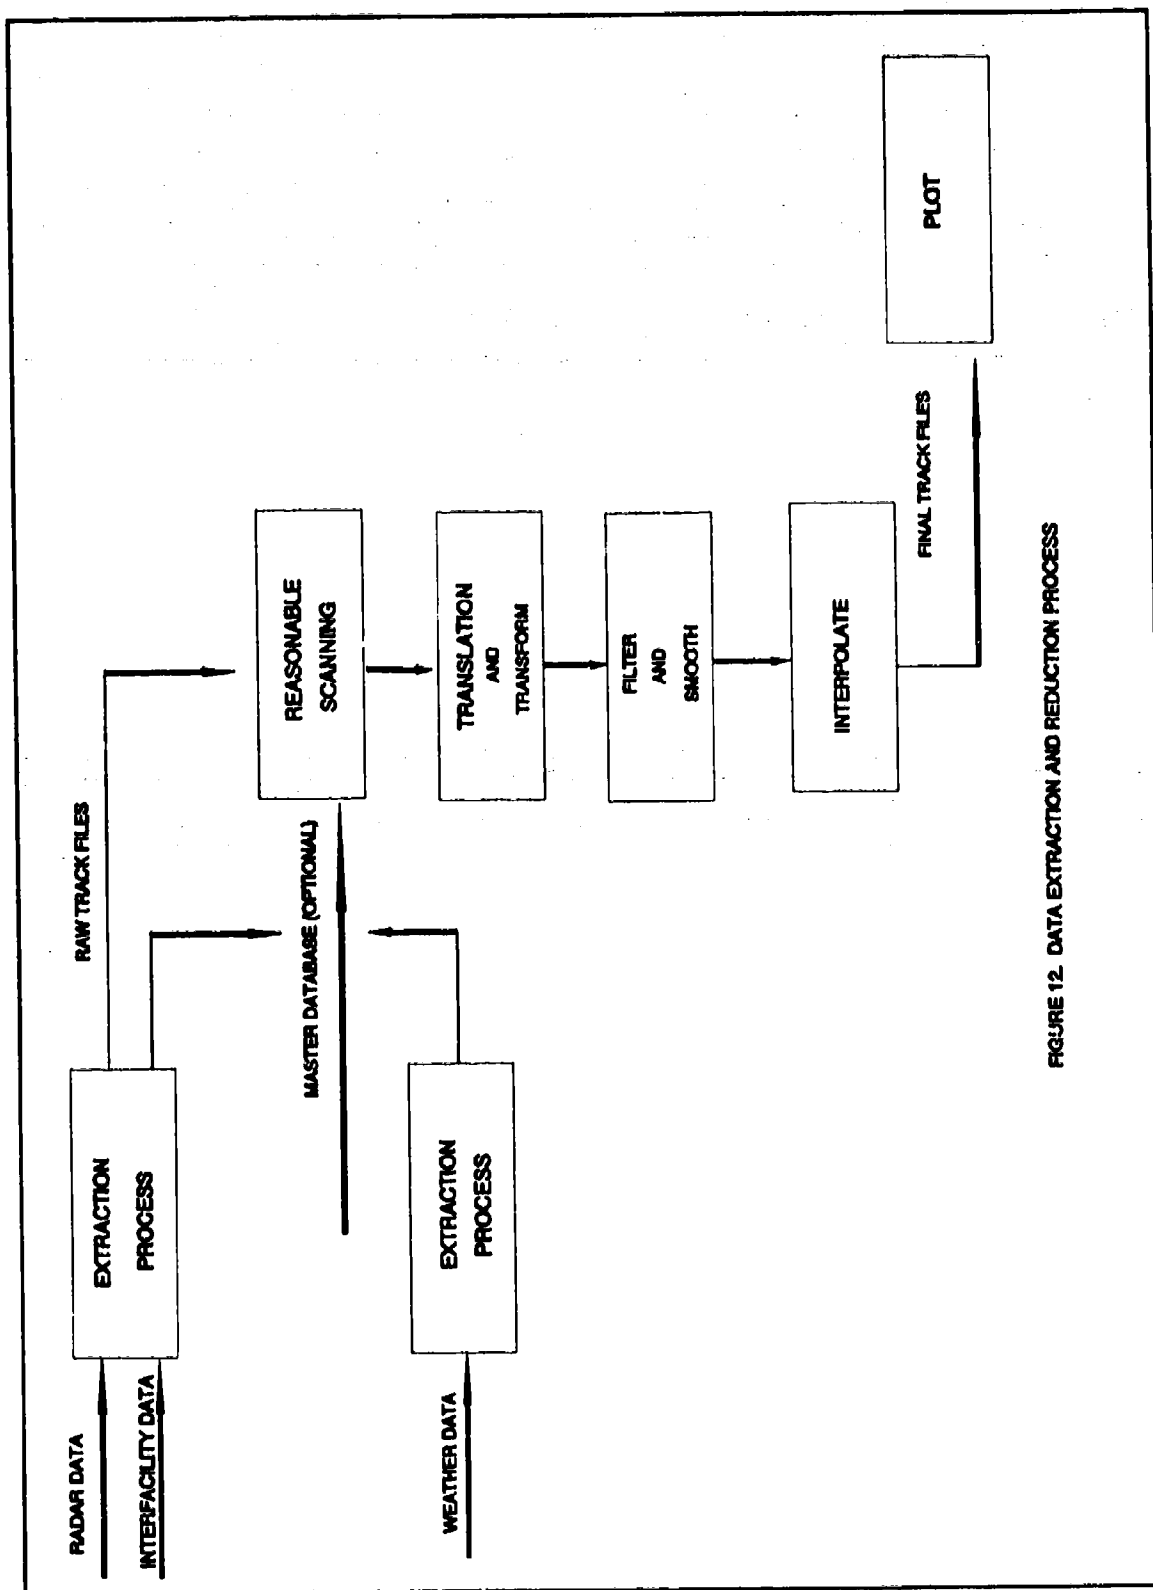 RADAR DATA
INTERFACILITY DATA
EXTRACTION
PROCESS
RAW TRACK FILES
MASTER DATABASE (OPTIONAL)
WEATHER DATA
EXTRACTION
PROCESS
REASONABLE
SCANNING
TRANSLATION
AND
TRANSFORM
FILTER
AND
SMOOTH
INTERPOLATE
FINAL TRACK FILES
PLOT
FIGURE 12. DATA EXTRACTION AND REDUCTION PROCESS